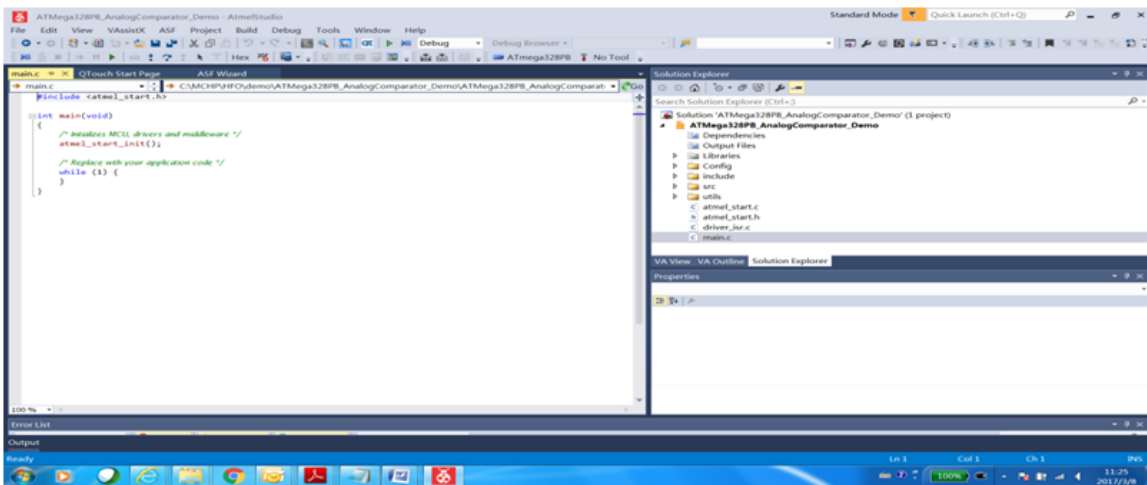 ATMega328PB_AnalogComparator_Demo - AtmelStudio
Standard Mode
Quick Launch (Ctrl+Q)
File Edit View VAssistX ASF Project Build Debug Tools Window Help
Debug
Debug Browser
Hex
ATmega328PB
No Tool
main.c
QTouch Start Page
ASF Wizard
main.c
C:\MCHP\HFO\demo\ATMega328PB_AnalogComparator_Demo\ATMega328PB_AnalogComparat
Go
#include <atmel_start.h>
int main(void)
{
/* Initializes MCU, drivers and middleware */
atmel_start_init();
/* Replace with your application code */
while (1) {
}
}
100 %
Solution Explorer
Search Solution Explorer (Ctrl+;)
Solution 'ATMega328PB_AnalogComparator_Demo' (1 project)
ATMega328PB_AnalogComparator_Demo
Dependencies
Output Files
Libraries
Config
include
src
utils
atmel_start.c
atmel_start.h
driver_isr.c
main.c
VA View VA Outline Solution Explorer
Properties
Error List
Output
Ready
Ln 1
Col 1
Ch 1
INS
100%
11:25
2017/3/8